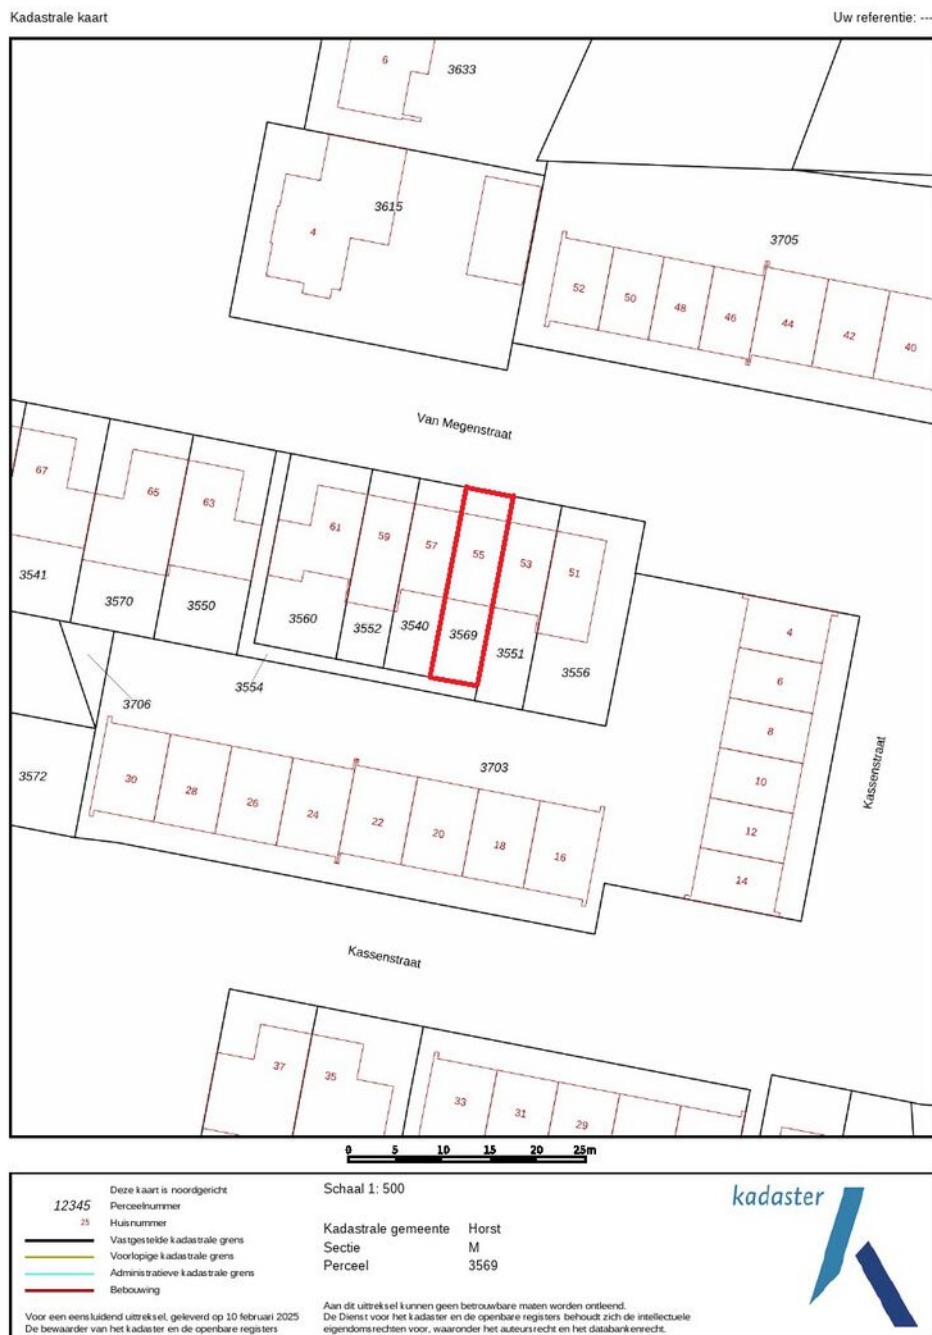 Kadastrale kaart
Uw referentie: ---
6
3633
3615
4
3705
52
50
48
46
44
42
40
Van Megenstraat
67
65
63
61
59
57
55
53
51
3541
3570
3550
3560
3552
3540
3569
3551
3556
3554
3706
3572
3703
4
6
8
10
12
14
Kassenstraat
30
28
26
24
22
20
18
16
Kassenstraat
37
35
33
31
29
0 5 10 15 20 25m
Deze kaart is noordgericht
12345 Perceelnummer
25 Huisnummer
Vastgestelde kadastrale grens
Voorlopige kadastrale grens
Administratieve kadastrale grens
Bebouwing
Voor een eensluidend uittreksel, geleverd op 10 februari 2025
De bewaarder van het kadaster en de openbare registers
Schaal 1: 500
Kadastrale gemeente Horst
Sectie M
Perceel 3569
Aan dit uittreksel kunnen geen betrouwbare maten worden ontleend.
De Dienst voor het kadaster en de openbare registers behoudt zich de intellectuele
eigendomsrechten voor, waaronder het auteursrecht en het databankenrecht.
kadaster